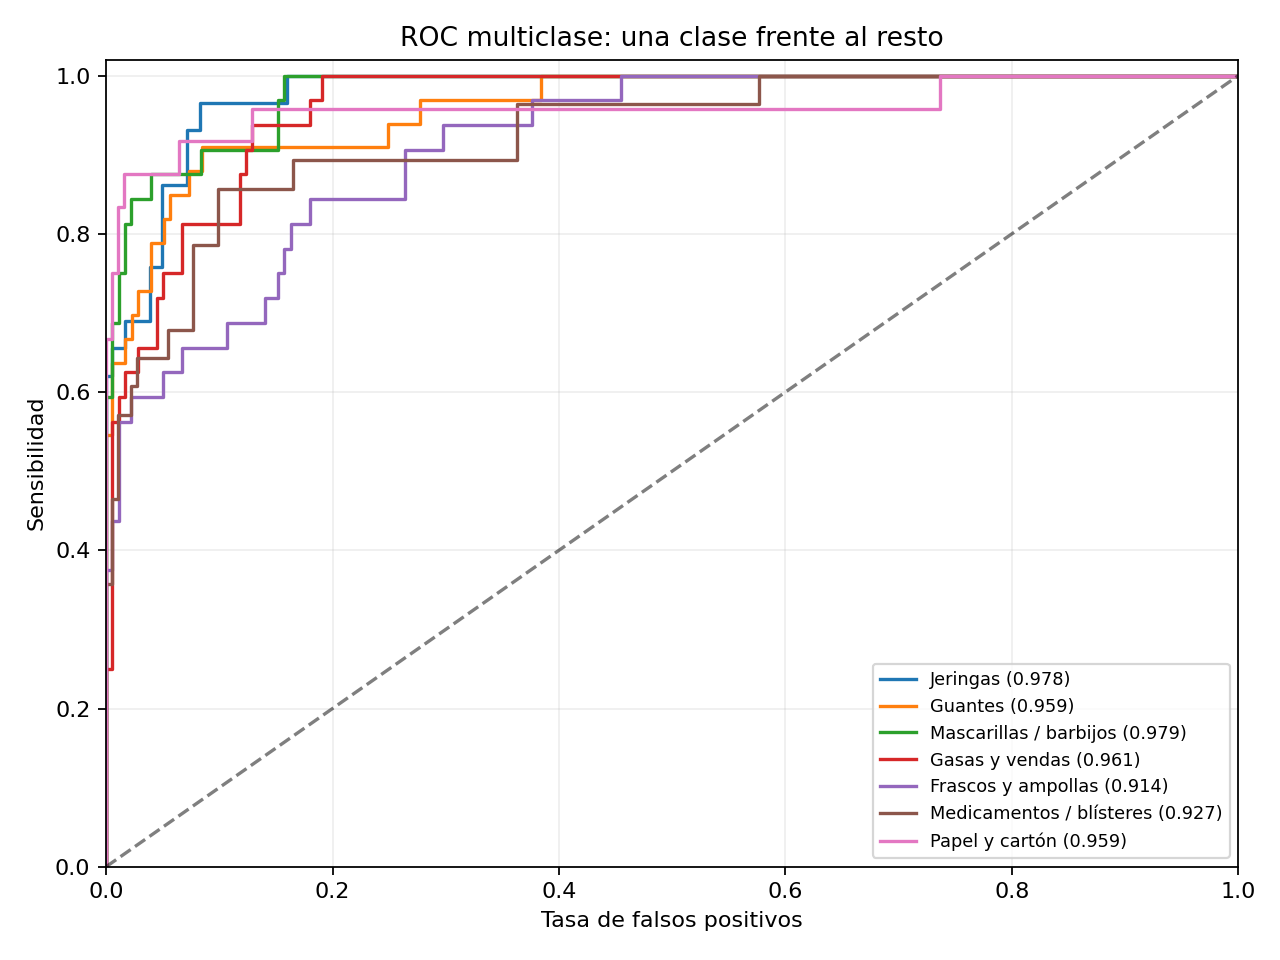 ROC multiclase: una clase frente al resto
1.0
0.8
0.6
0.4
0.2
0.0
Sensibilidad
0.0 0.2 0.4 0.6 0.8 1.0
Tasa de falsos positivos
Jeringas (0.978)
Guantes (0.959)
Mascarillas / barbijos (0.979)
Gasas y vendas (0.961)
Frascos y ampollas (0.914)
Medicamentos / blísteres (0.927)
Papel y cartón (0.959)